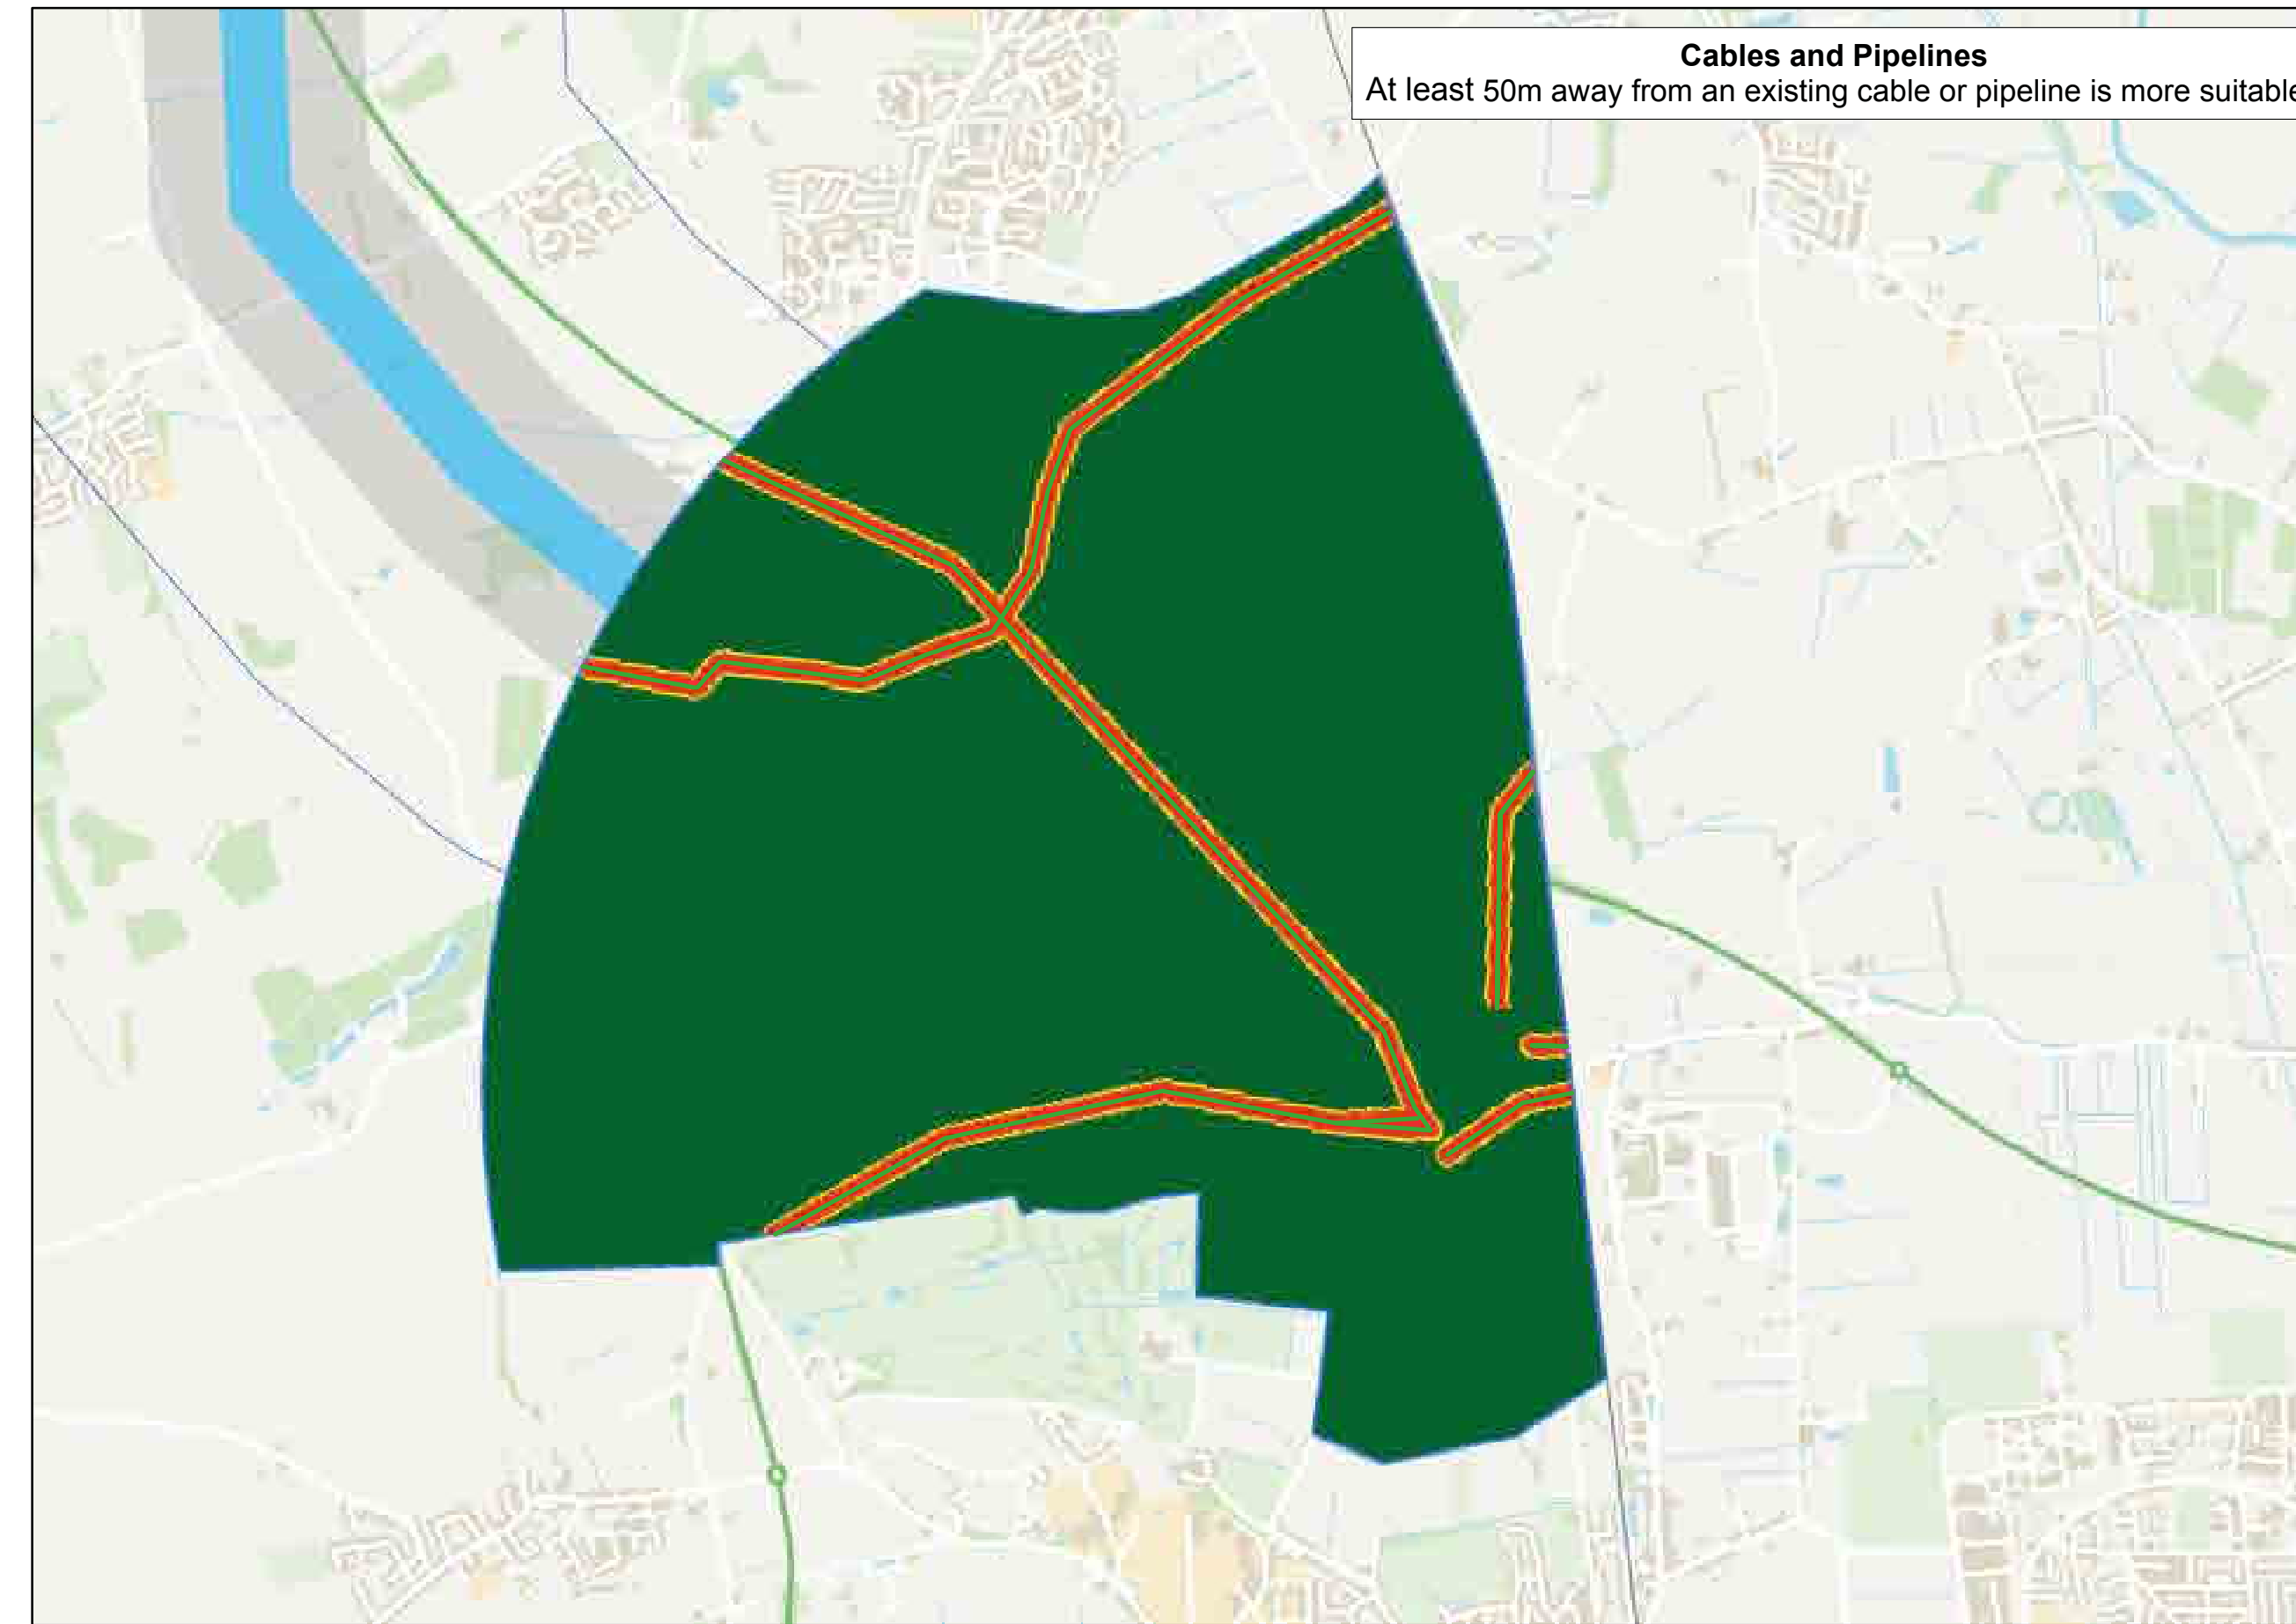 Cables and Pipelines
At least 50m away from an existing cable or pipeline is more suitable